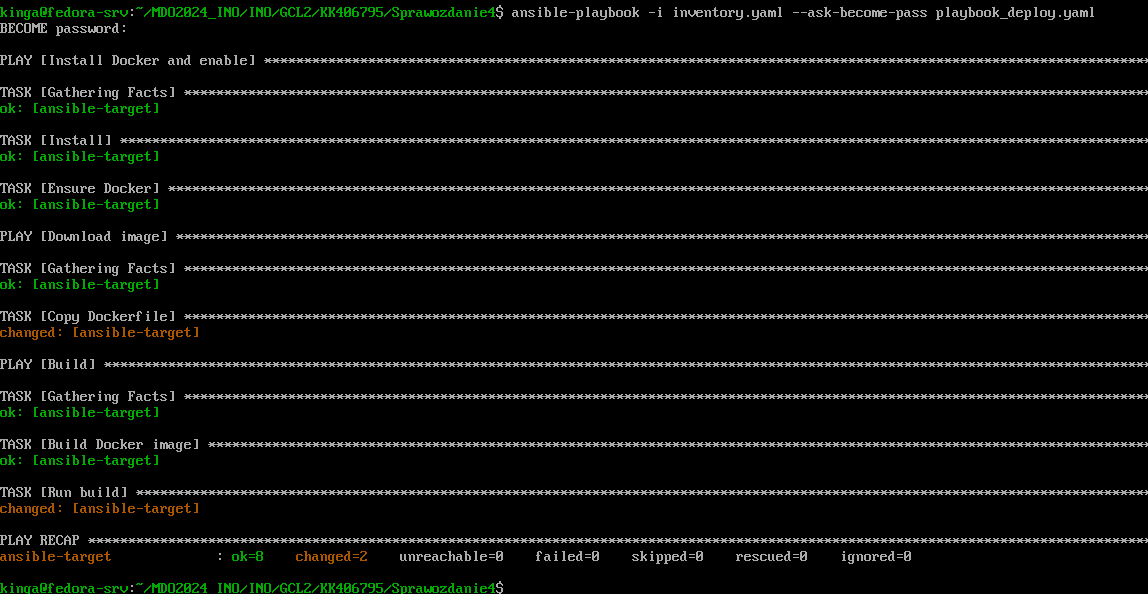 kinga@fedora-srv:~/MDO2024_INO/INO/GCL2/KK406795/Sprawozdanie4$ ansible-playbook -i inventory.yaml --ask-become-pass playbook_deploy.yaml
BECOME password:
PLAY [Install Docker and enable] ***************************************************************************************************************
TASK [Gathering Facts] *************************************************************************************************************************
ok: [ansible-target]
TASK [Install] *********************************************************************************************************************************
ok: [ansible-target]
TASK [Ensure Docker] ***************************************************************************************************************************
ok: [ansible-target]
PLAY [Download image] **************************************************************************************************************************
TASK [Gathering Facts] *************************************************************************************************************************
ok: [ansible-target]
TASK [Copy Dockerfile] *************************************************************************************************************************
changed: [ansible-target]
PLAY [Build] ***********************************************************************************************************************************
TASK [Gathering Facts] *************************************************************************************************************************
ok: [ansible-target]
TASK [Build Docker image] **********************************************************************************************************************
ok: [ansible-target]
TASK [Run build] *******************************************************************************************************************************
changed: [ansible-target]
PLAY RECAP *************************************************************************************************************************************
ansible-target             : ok=8    changed=2    unreachable=0    failed=0    skipped=0    rescued=0    ignored=0
kinga@fedora-srv:~/MDO2024_INO/INO/GCL2/KK406795/Sprawozdanie4$